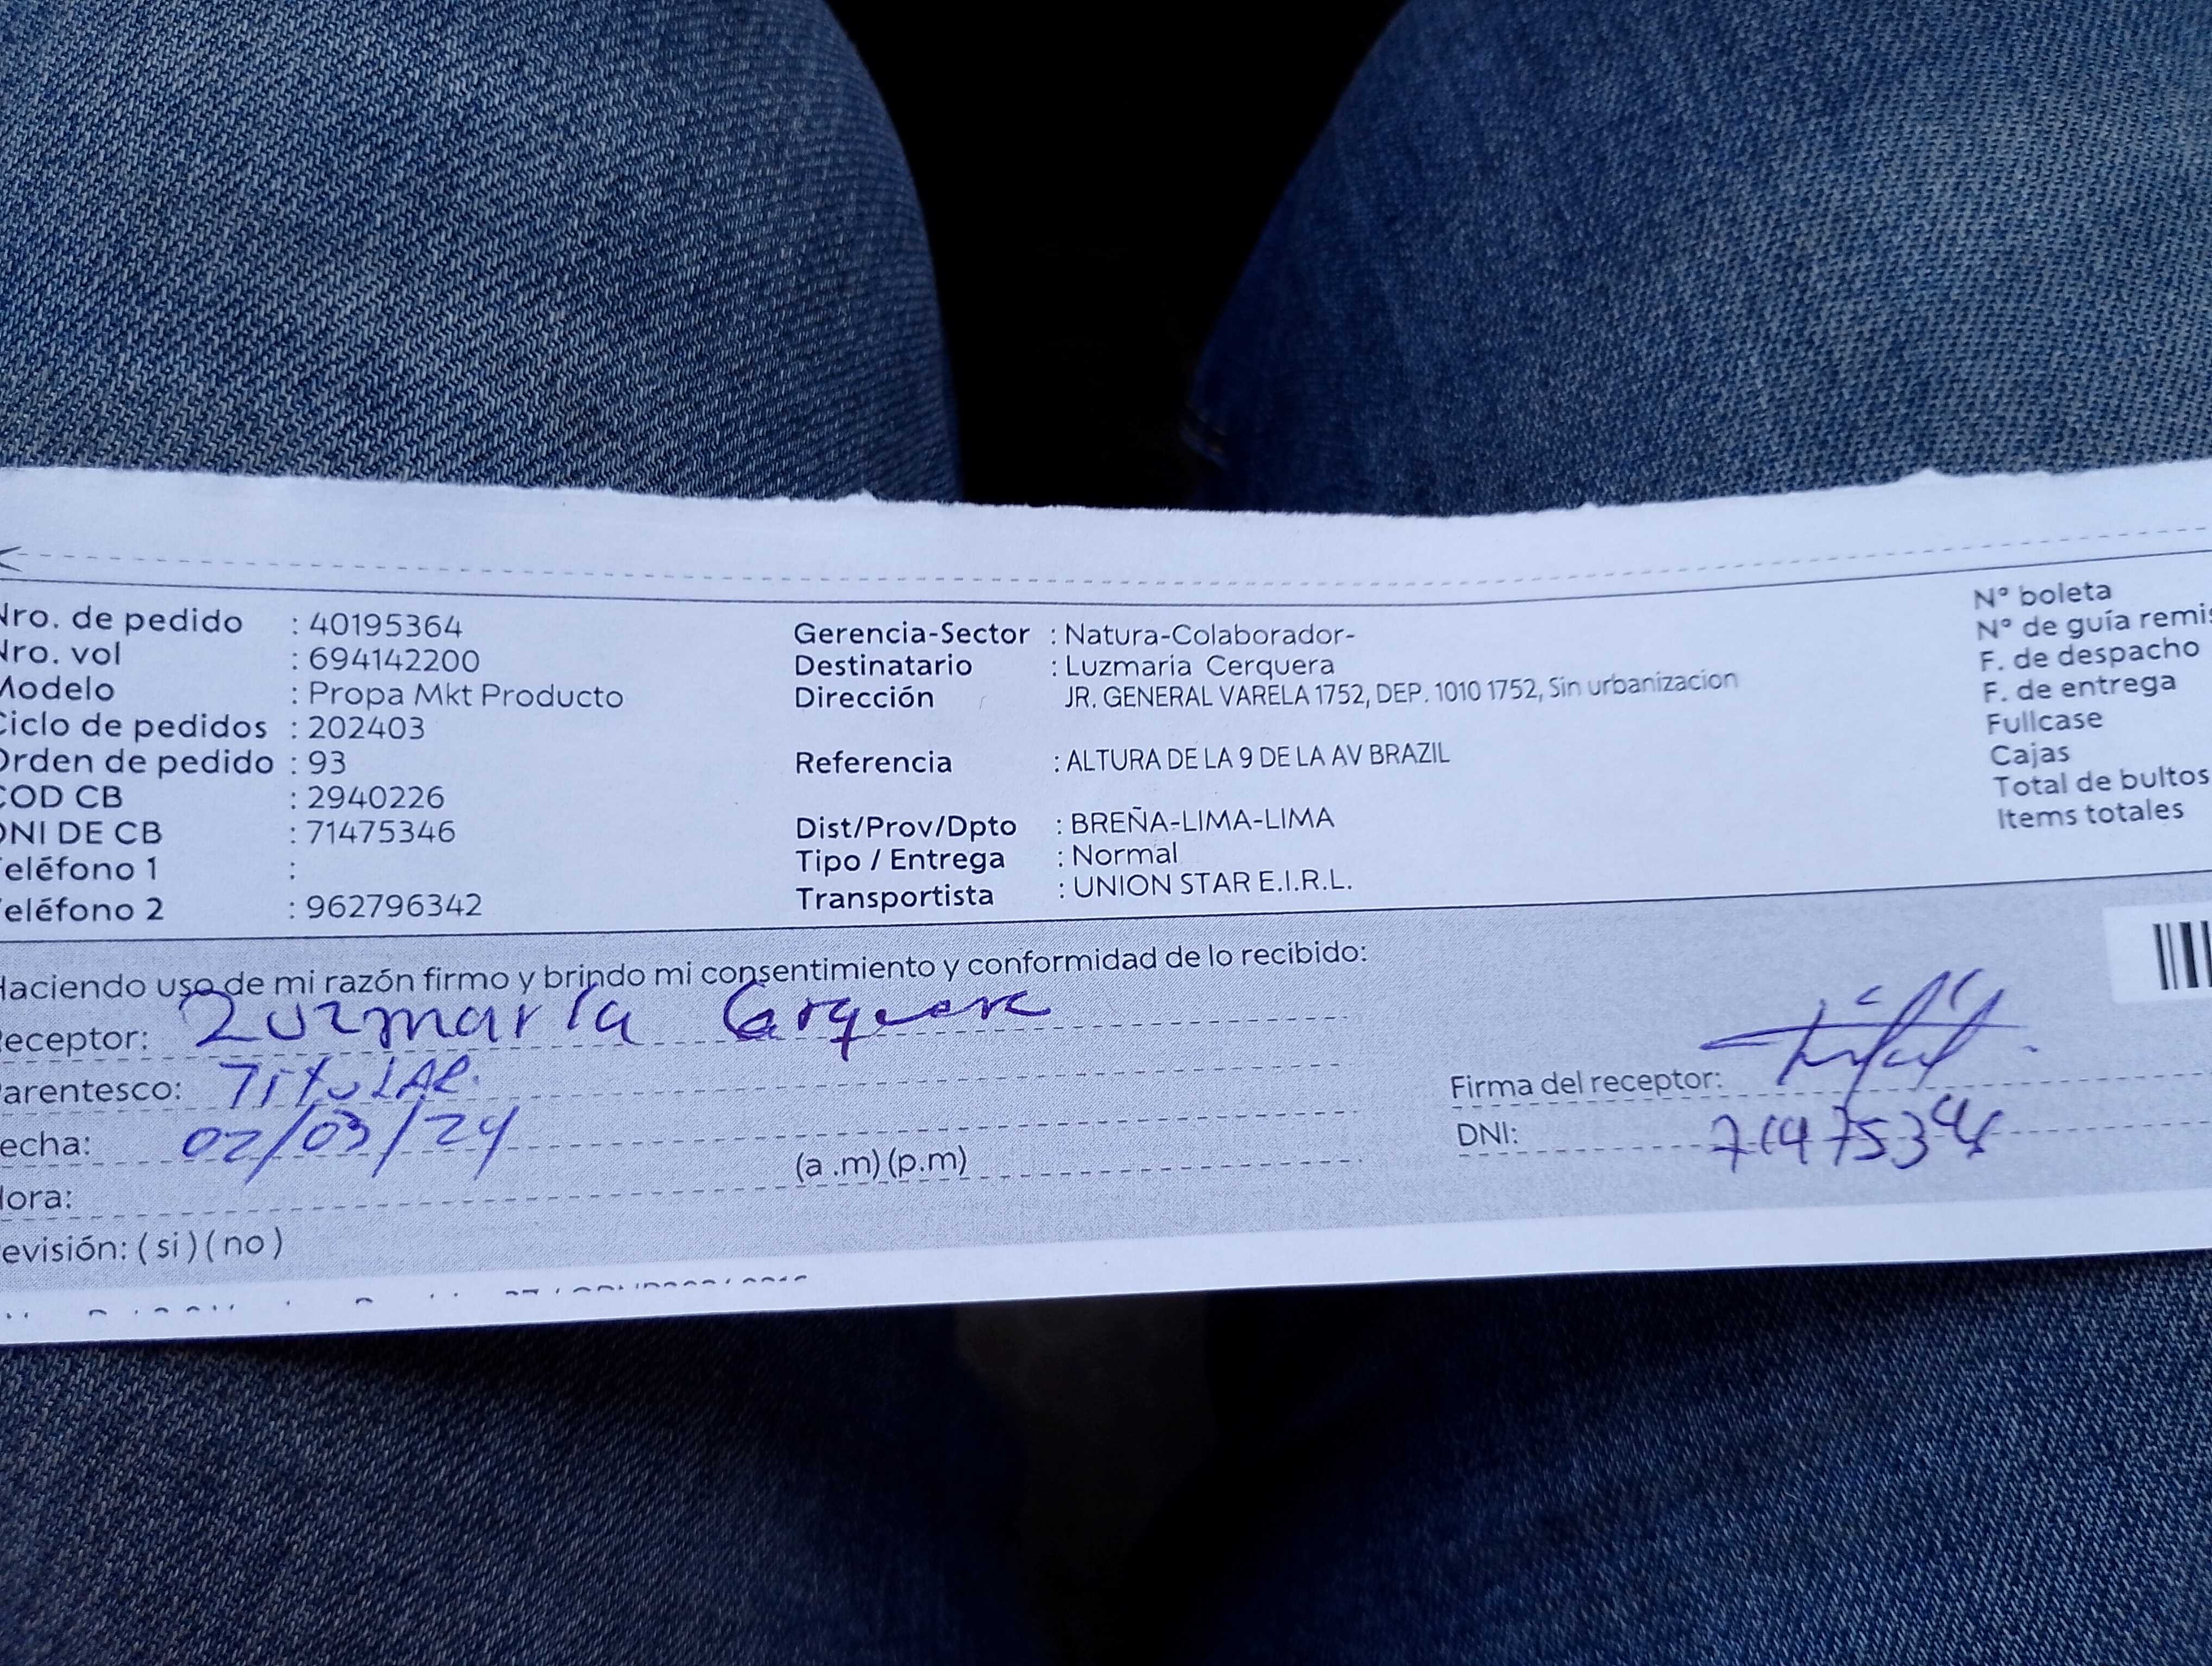 Nro. de pedido : 40195364
Nro. vol : 694142200
Modelo : Propa Mkt Producto
Ciclo de pedidos : 202403
Orden de pedido : 93
COD CB : 2940226
DNI DE CB : 71475346
Teléfono 1 :
Teléfono 2 : 962796342
Gerencia-Sector : Natura-Colaborador-
Destinatario : Luzmaria Cerquera
Dirección JR. GENERAL VARELA 1752, DEP. 1010 1752, Sin urbanizacion
Referencia : ALTURA DE LA 9 DE LA AV BRAZIL
Dist/Prov/Dpto : BREÑA-LIMA-LIMA
Tipo / Entrega : Normal
Transportista : UNION STAR E.I.R.L.
N° boleta
N° de guía remis
F. de despacho
F. de entrega
Fullcase
Cajas
Total de bultos
Items totales
Haciendo uso de mi razón firmo y brindo mi consentimiento y conformidad de lo recibido:
Receptor: Luzmaria Cerquera
Parentesco: TITULAR.
Fecha: 02/03/24
Hora: (a .m) (p.m)
Revisión: ( si ) ( no )
Firma del receptor:
DNI: